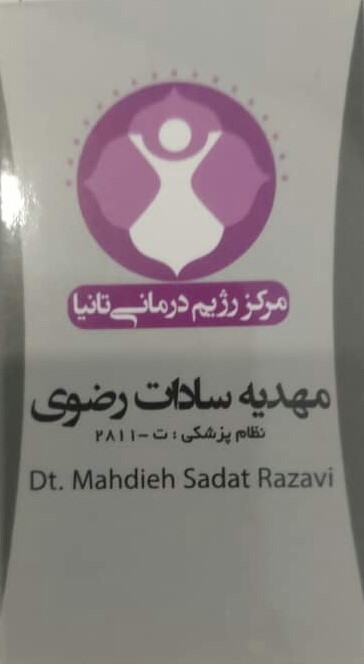 مرکز رژیم درمانی تانیا
مهدیه سادات رضوی
نظام پزشکی : ت - ۲۸۱۱
Dt. Mahdieh Sadat Razavi